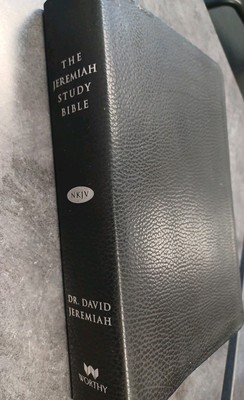 THE
JEREMIAH
STUDY
BIBLE
NKJV
DR. DAVID
JEREMIAH
WORTHY